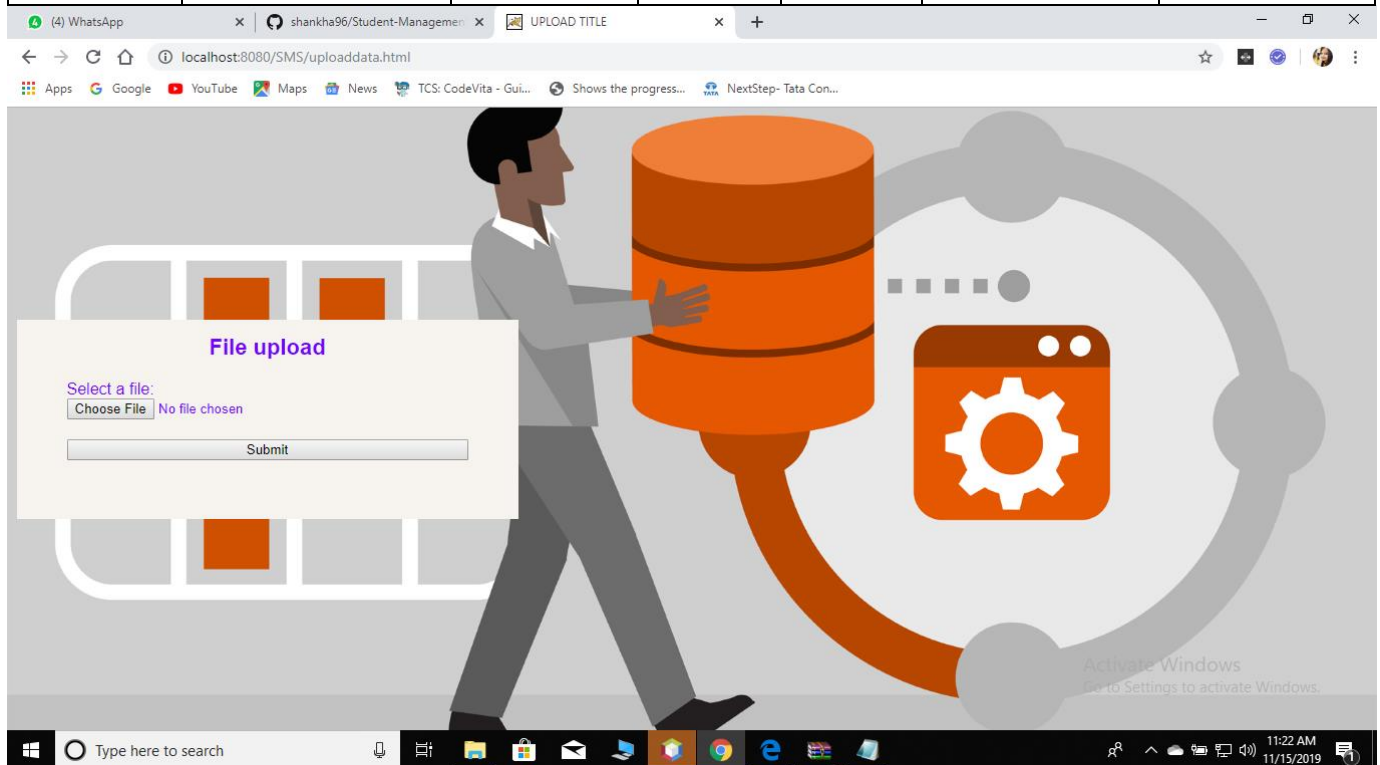 (4) WhatsApp
shankha96/Student-Managemen
UPLOAD TITLE
localhost:8080/SMS/uploaddata.html
Apps Google YouTube Maps News TCS: CodeVita - Gui... Shows the progress... NextStep- Tata Con...
File upload
Select a file:
Choose File No file chosen
Submit
Activate Windows
Go to Settings to activate Windows.
Type here to search
11:22 AM
11/15/2019